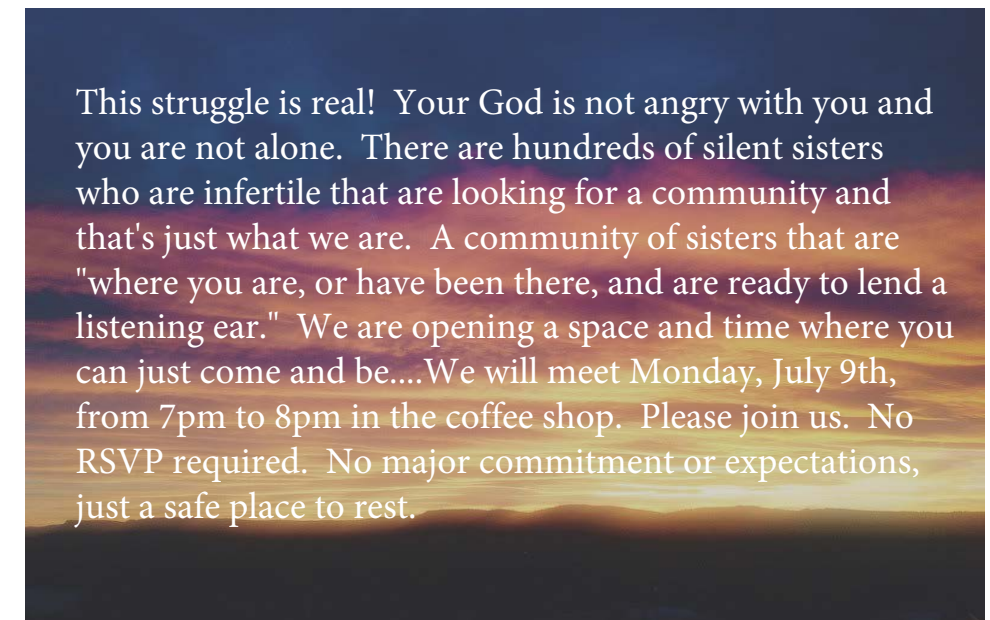 This struggle is real!  Your God is not angry with you and
you are not alone.  There are hundreds of silent sisters
who are infertile that are looking for a community and
that's just what we are.  A community of sisters that are
"where you are, or have been there, and are ready to lend a
listening ear."  We are opening a space and time where you
can just come and be....We will meet Monday, July 9th,
from 7pm to 8pm in the coffee shop.  Please join us.  No
RSVP required.  No major commitment or expectations,
just a safe place to rest.